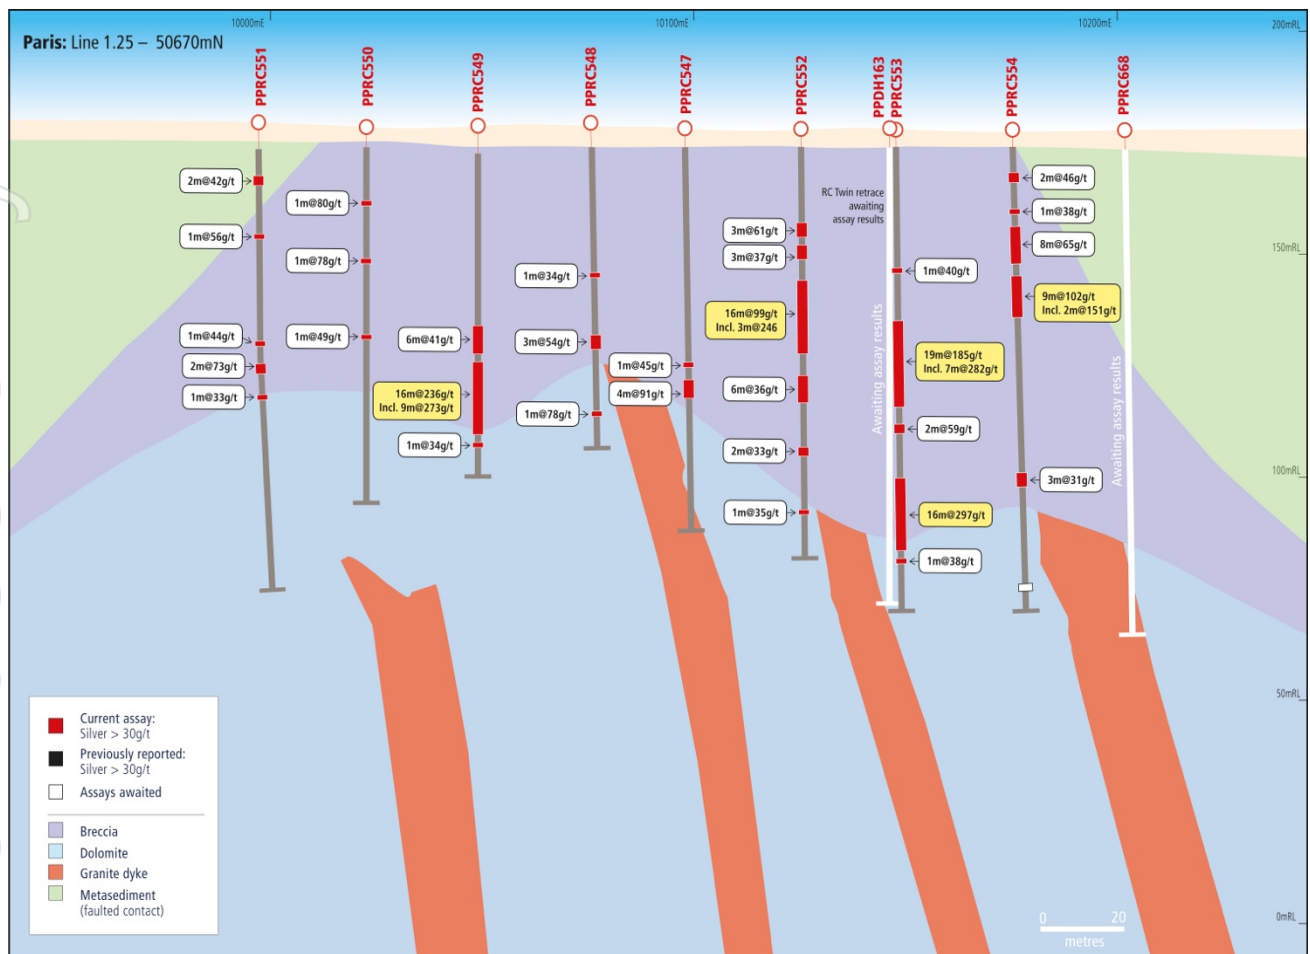 10000mE
10100mE
10200mE
200mRL
Paris: Line 1.25 – 50670mN
PPRC551
PPRC550
PPRC549
PPRC548
PPRC547
PPRC552
PPDH163
PPRC553
PPRC554
PPRC668
2m@42g/t
1m@56g/t
1m@44g/t
2m@73g/t
1m@33g/t
1m@80g/t
1m@78g/t
1m@49g/t
6m@41g/t
16m@236g/t
Incl. 9m@273g/t
1m@34g/t
1m@34g/t
3m@54g/t
1m@78g/t
1m@45g/t
4m@91g/t
3m@61g/t
3m@37g/t
16m@99g/t
Incl. 3m@246
6m@36g/t
2m@33g/t
1m@35g/t
RC Twin retrace
awaiting
assay results
Awaiting assay results
1m@40g/t
19m@185g/t
Incl. 7m@282g/t
2m@59g/t
16m@297g/t
1m@38g/t
2m@46g/t
1m@38g/t
8m@65g/t
9m@102g/t
Incl. 2m@151g/t
3m@31g/t
Awaiting assay results
150mRL
100mRL
50mRL
0mRL
Current assay:
Silver > 30g/t
Previously reported:
Silver > 30g/t
Assays awaited
Breccia
Dolomite
Granite dyke
Metasediment
(faulted contact)
0 20
metres